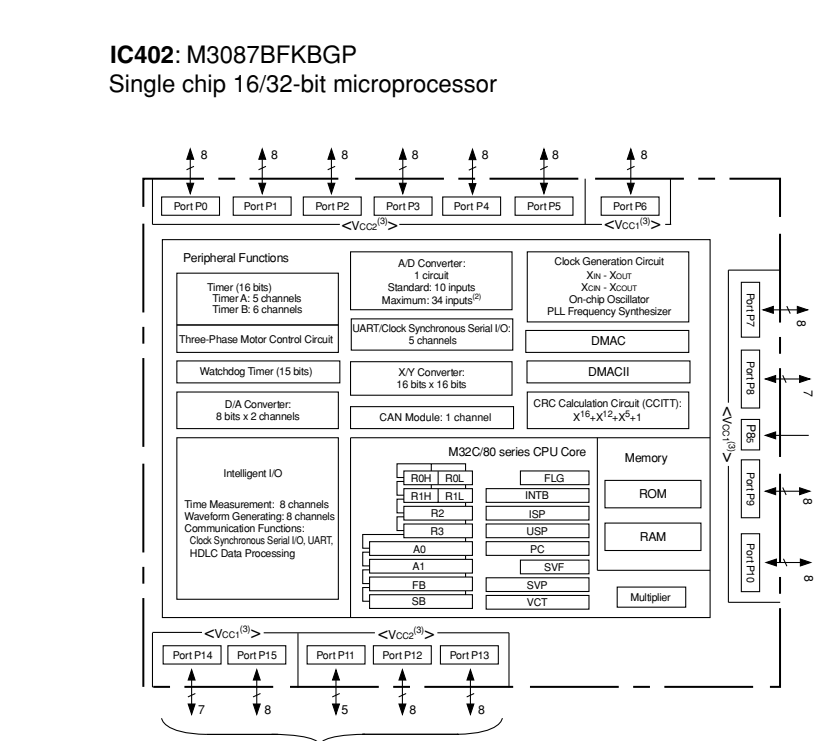 IC402: M3087BFKBGP
Single chip 16/32-bit microprocessor
8 8 8 8 8 8 8
Port P0 Port P1 Port P2 Port P3 Port P4 Port P5 Port P6
<VCC2(3)> <VCC1(3)>
Peripheral Functions
Timer (16 bits)
Timer A: 5 channels
Timer B: 6 channels
Three-Phase Motor Control Circuit
Watchdog Timer (15 bits)
D/A Converter:
8 bits x 2 channels
A/D Converter:
1 circuit
Standard: 10 inputs
Maximum: 34 inputs(2)
UART/Clock Synchronous Serial I/O:
5 channels
X/Y Converter:
16 bits x 16 bits
CAN Module: 1 channel
Clock Generation Circuit
XIN - XOUT
XCIN - XCOUT
On-chip Oscillator
PLL Frequency Synthesizer
DMAC
DMACII
CRC Calculation Circuit (CCITT):
X16+X12+X5+1
Intelligent I/O
Time Measurement: 8 channels
Waveform Generating: 8 channels
Communication Functions:
Clock Synchronous Serial I/O, UART,
HDLC Data Processing
M32C/80 series CPU Core
R0H R0L
R1H R1L
R2
R3
A0
A1
FB
SB
FLG
INTB
ISP
USP
PC
SVF
SVP
VCT
Memory
ROM
RAM
Multiplier
<VCC1(3)>
Port P7 8
Port P8 7
P85
Port P9 8
Port P10 8
<VCC1(3)> <VCC2(3)>
Port P14 Port P15 Port P11 Port P12 Port P13
7 8 5 8 8